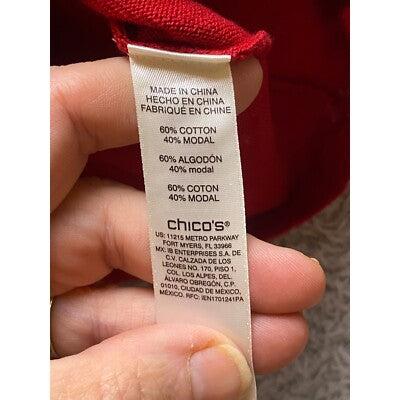 MADE IN CHINA
HECHO EN CHINA
FABRIQUÉ EN CHINE
60% COTTON
40% MODAL
60% ALGODÓN
40% modal
60% COTON
40% MODAL
chico's®
US: 11215 METRO PARKWAY
FORT MYERS, FL 33966
MX: IB ENTERPRISES S.A. DE
C.V. CALZADA DE LOS
LEONES NO. 170, PISO 1,
COL. LOS ALPES, DEL.
ÁLVARO OBREGÓN, C.P.
01010, CIUDAD DE MÉXICO,
MÉXICO. RFC: IEN1701241PA